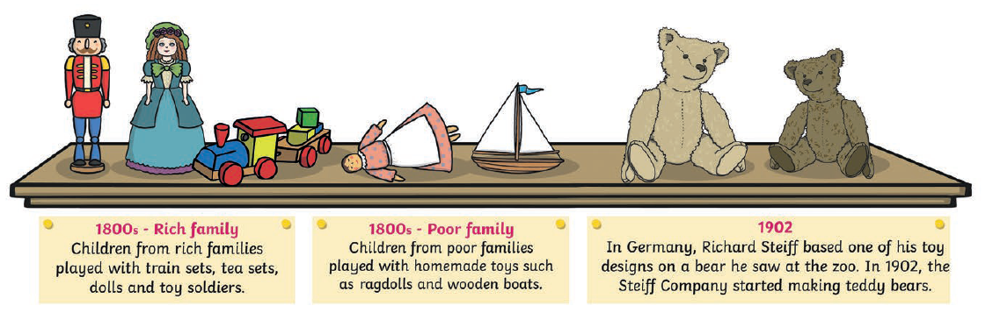 1800s - Rich family
Children from rich families
played with train sets, tea sets,
dolls and toy soldiers.
1800s - Poor family
Children from poor families
played with homemade toys such
as ragdolls and wooden boats.
1902
In Germany, Richard Steiff based one of his toy
designs on a bear he saw at the zoo. In 1902, the
Steiff Company started making teddy bears.